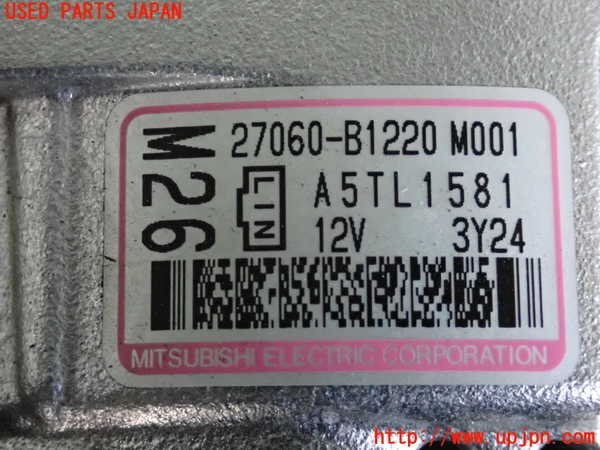 USED PARTS JAPAN
M26
27060-B1220 M001
LIN
A5TL1581
12V 3Y24
MITSUBISHI ELECTRIC CORPORATION
http://www.upjpn.com/